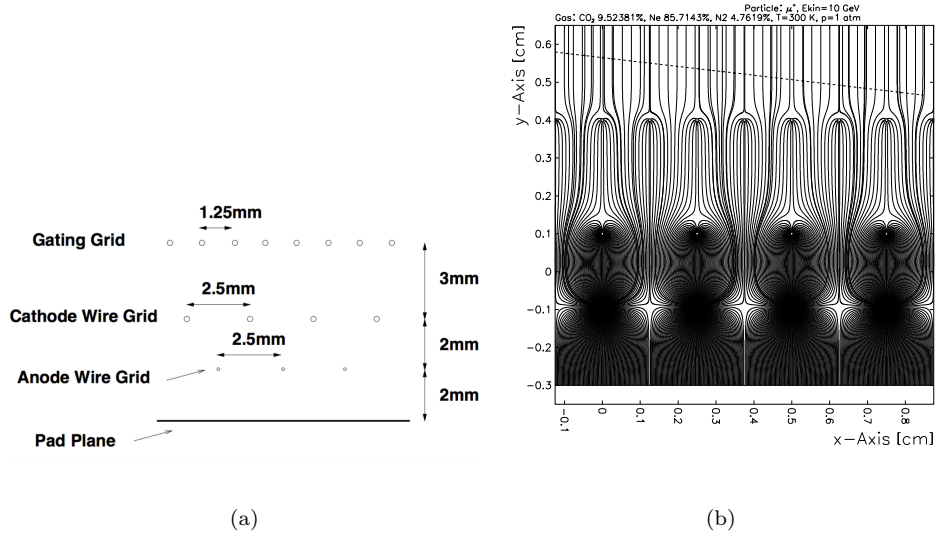 Particle: μ⁻, Ekin=10 GeV
Gas: CO₂ 9.52381%, Ne 85.7143%, N2 4.7619%, T=300 K, p=1 atm
1.25mm
Gating Grid
3mm
2.5mm
Cathode Wire Grid
2.5mm
2mm
Anode Wire Grid
2mm
Pad Plane
y-Axis [cm]
0.6
0.5
0.4
0.3
0.2
0.1
0
-0.1
-0.2
-0.3
-0.1
0
0.1
0.2
0.3
0.4
0.5
0.6
0.7
0.8
x-Axis [cm]
(a)
(b)